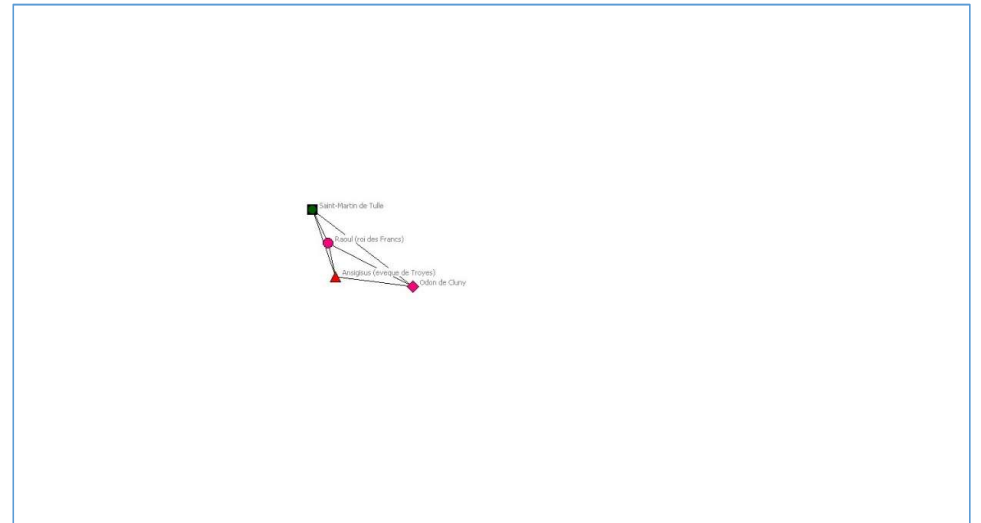 Saint-Martin de Tulle
Raoul (roi des Francs)
Ansigisus (eveque de Troyes)
Odon de Cluny